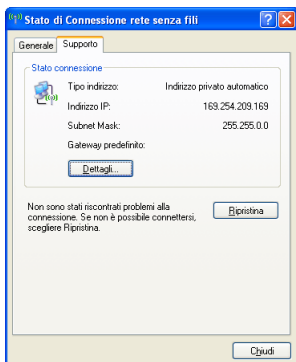 Stato di Connessione rete senza fili
Generale Supporto
Stato connessione
Tipo indirizzo: Indirizzo privato automatico
Indirizzo IP: 169.254.209.169
Subnet Mask: 255.255.0.0
Gateway predefinito:
Dettagli...
Non sono stati riscontrati problemi alla
connessione. Se non è possibile connettersi,
scegliere Ripristina.
Ripristina
Chiudi